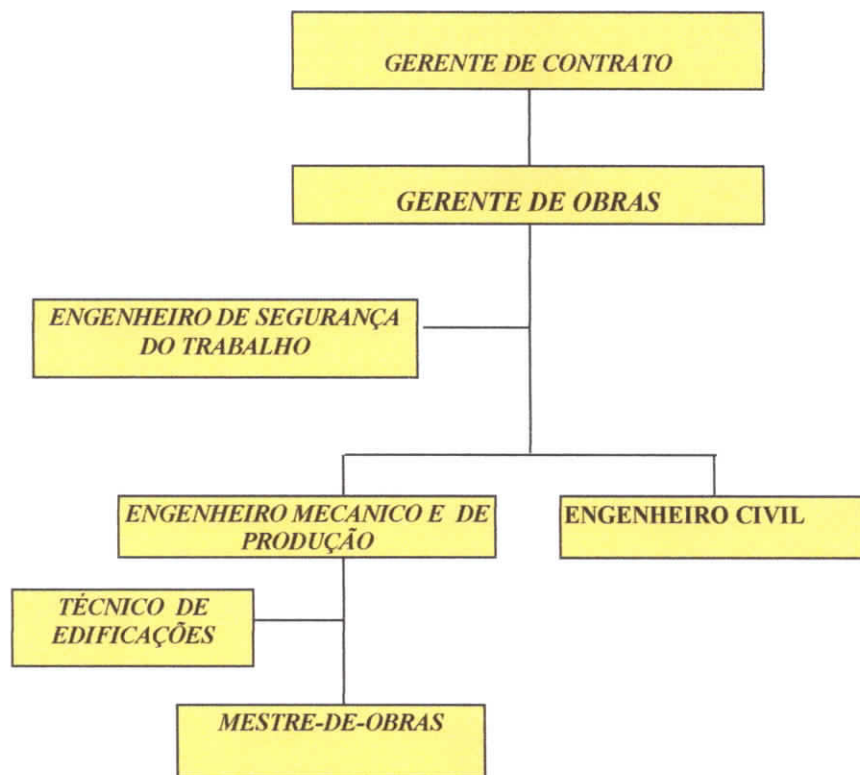 GERENTE DE CONTRATO
GERENTE DE OBRAS
ENGENHEIRO DE SEGURANÇA
DO TRABALHO
ENGENHEIRO MECANICO E DE
PRODUÇÃO
ENGENHEIRO CIVIL
TÉCNICO DE
EDIFICAÇÕES
MESTRE-DE-OBRAS